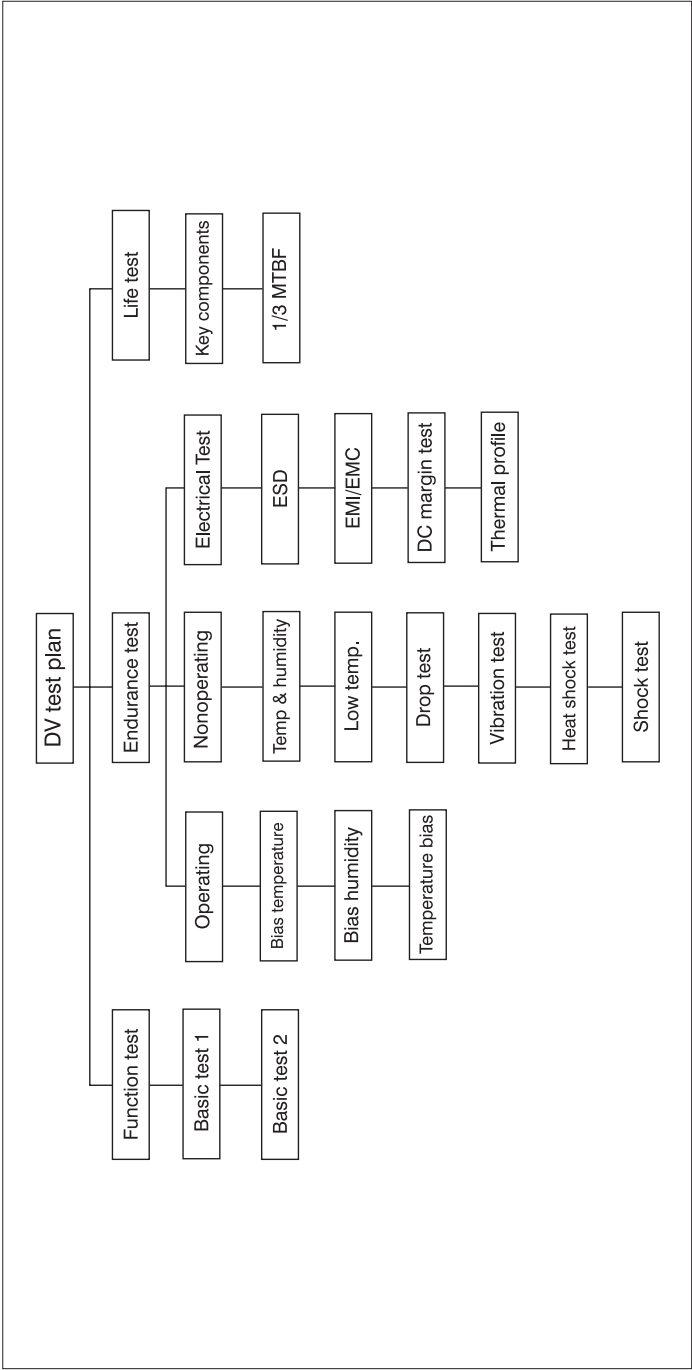 DV test plan
Function test
Basic test 1
Basic test 2
Endurance test
Operating
Bias temperature
Bias humidity
Temperature bias
Nonoperating
Temp & humidity
Low temp.
Drop test
Vibration test
Heat shock test
Shock test
Electrical Test
ESD
EMI/EMC
DC margin test
Thermal profile
Life test
Key components
1/3 MTBF